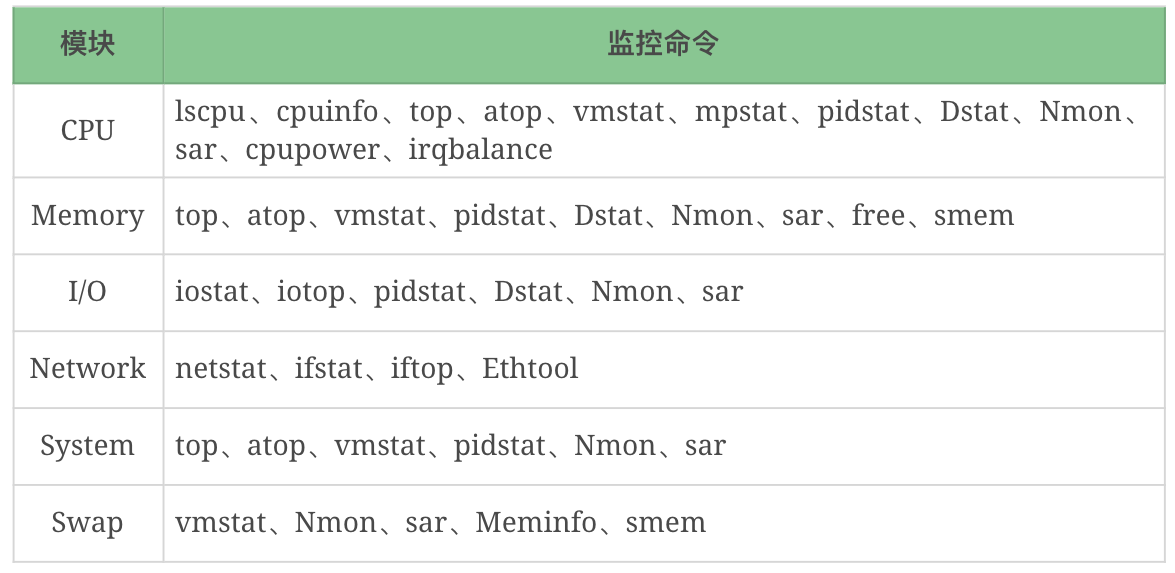 模块 监控命令
CPU lscpu、cpuinfo、top、atop、vmstat、mpstat、pidstat、Dstat、Nmon、
sar、cpupower、irqbalance
Memory top、atop、vmstat、pidstat、Dstat、Nmon、sar、free、smem
I/O iostat、iotop、pidstat、Dstat、Nmon、sar
Network netstat、ifstat、iftop、Ethtool
System top、atop、vmstat、pidstat、Nmon、sar
Swap vmstat、Nmon、sar、Meminfo、smem